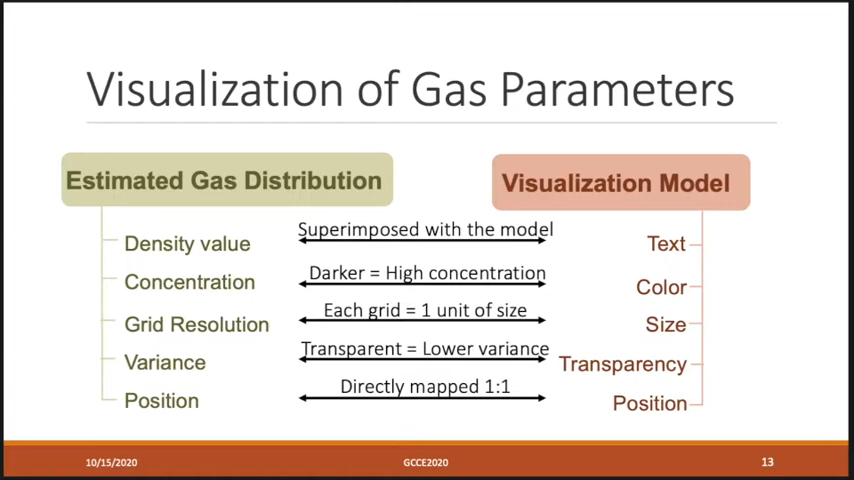 Visualization of Gas Parameters
Estimated Gas Distribution
Visualization Model
Density value
Superimposed with the model
Text
Concentration
Darker = High concentration
Color
Grid Resolution
Each grid = 1 unit of size
Size
Variance
Transparent = Lower variance
Transparency
Position
Directly mapped 1:1
Position
10/15/2020
GCCE2020
13